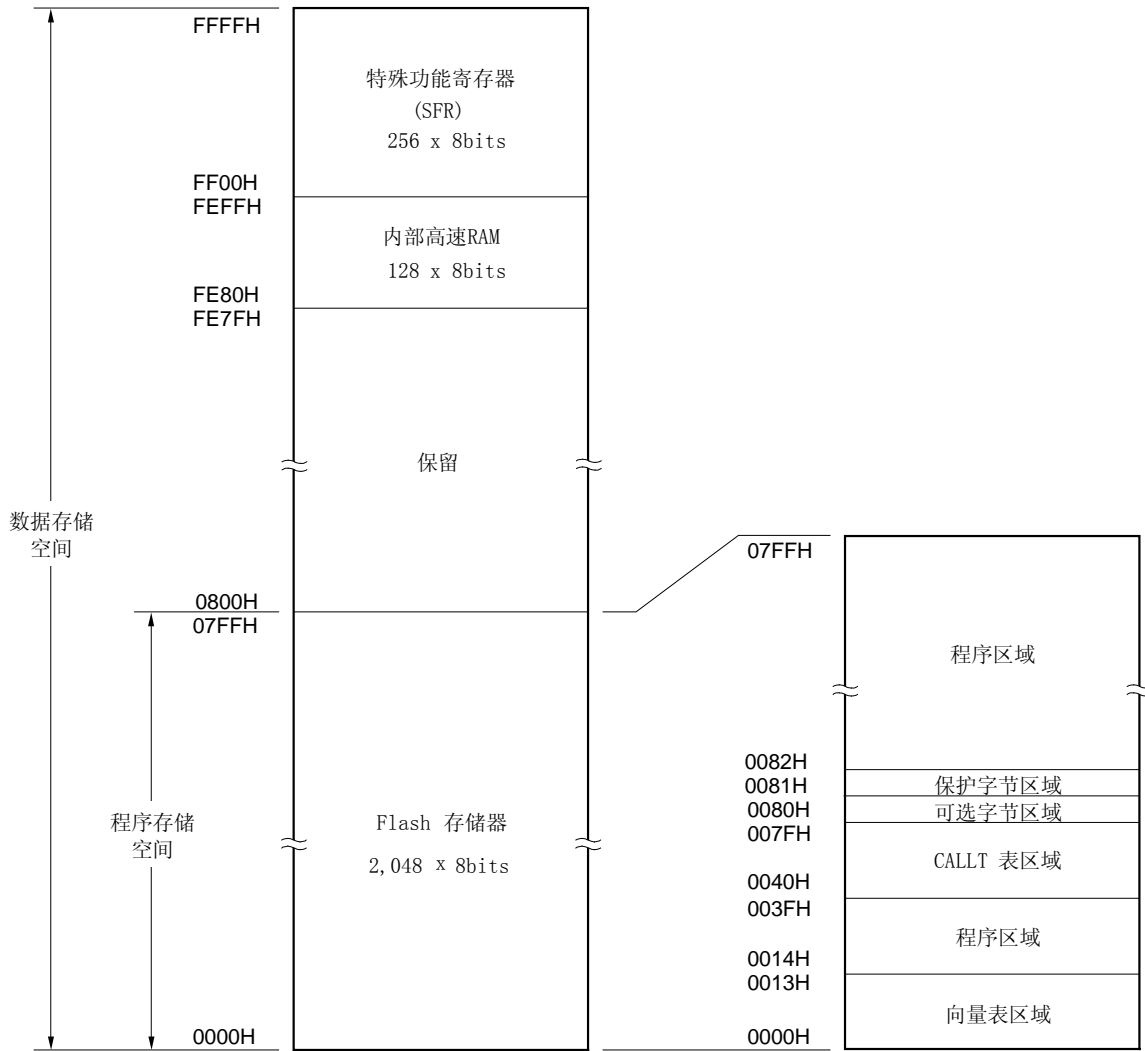 FFFFH
特殊功能寄存器
(SFR)
256 x 8bits
FF00H
FEFFH
内部高速RAM
128 x 8bits
FE80H
FE7FH
保留
数据存储
空间
0800H
07FFH
程序存储
空间
Flash 存储器
2,048 x 8bits
0000H
07FFH
程序区域
0082H
0081H
保护字节区域
0080H
可选字节区域
007FH
CALLT 表区域
0040H
003FH
程序区域
0014H
0013H
向量表区域
0000H